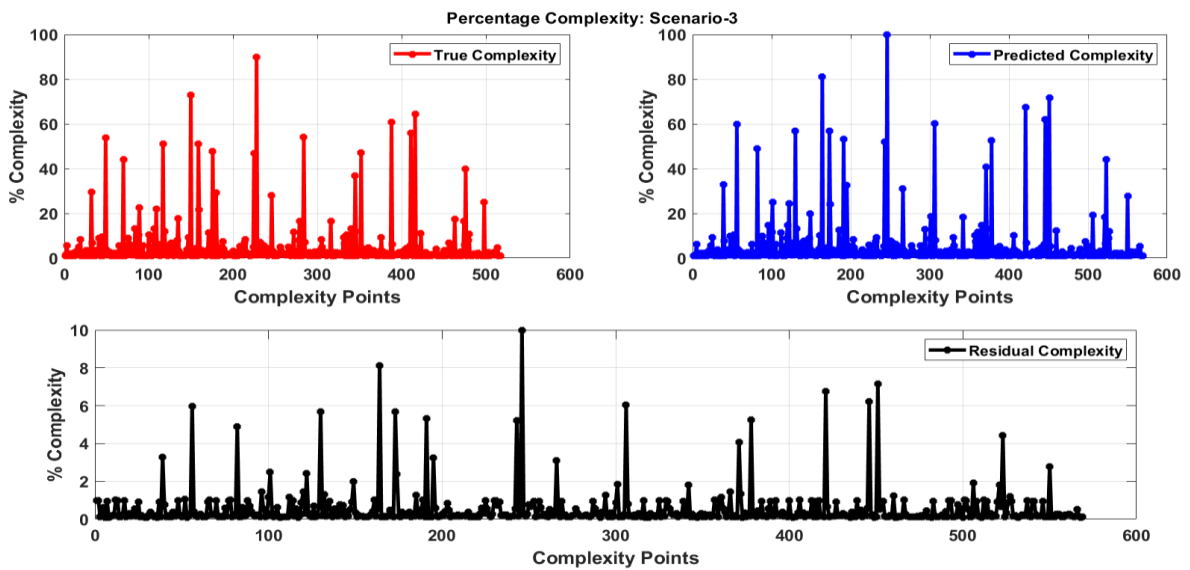 Percentage Complexity: Scenario-3
100
80
60
40
20
0
% Complexity
True Complexity
0 100 200 300 400 500 600
Complexity Points
100
80
60
40
20
0
% Complexity
Predicted Complexity
0 100 200 300 400 500 600
Complexity Points
10
8
6
4
2
0
% Complexity
Residual Complexity
0 100 200 300 400 500 600
Complexity Points